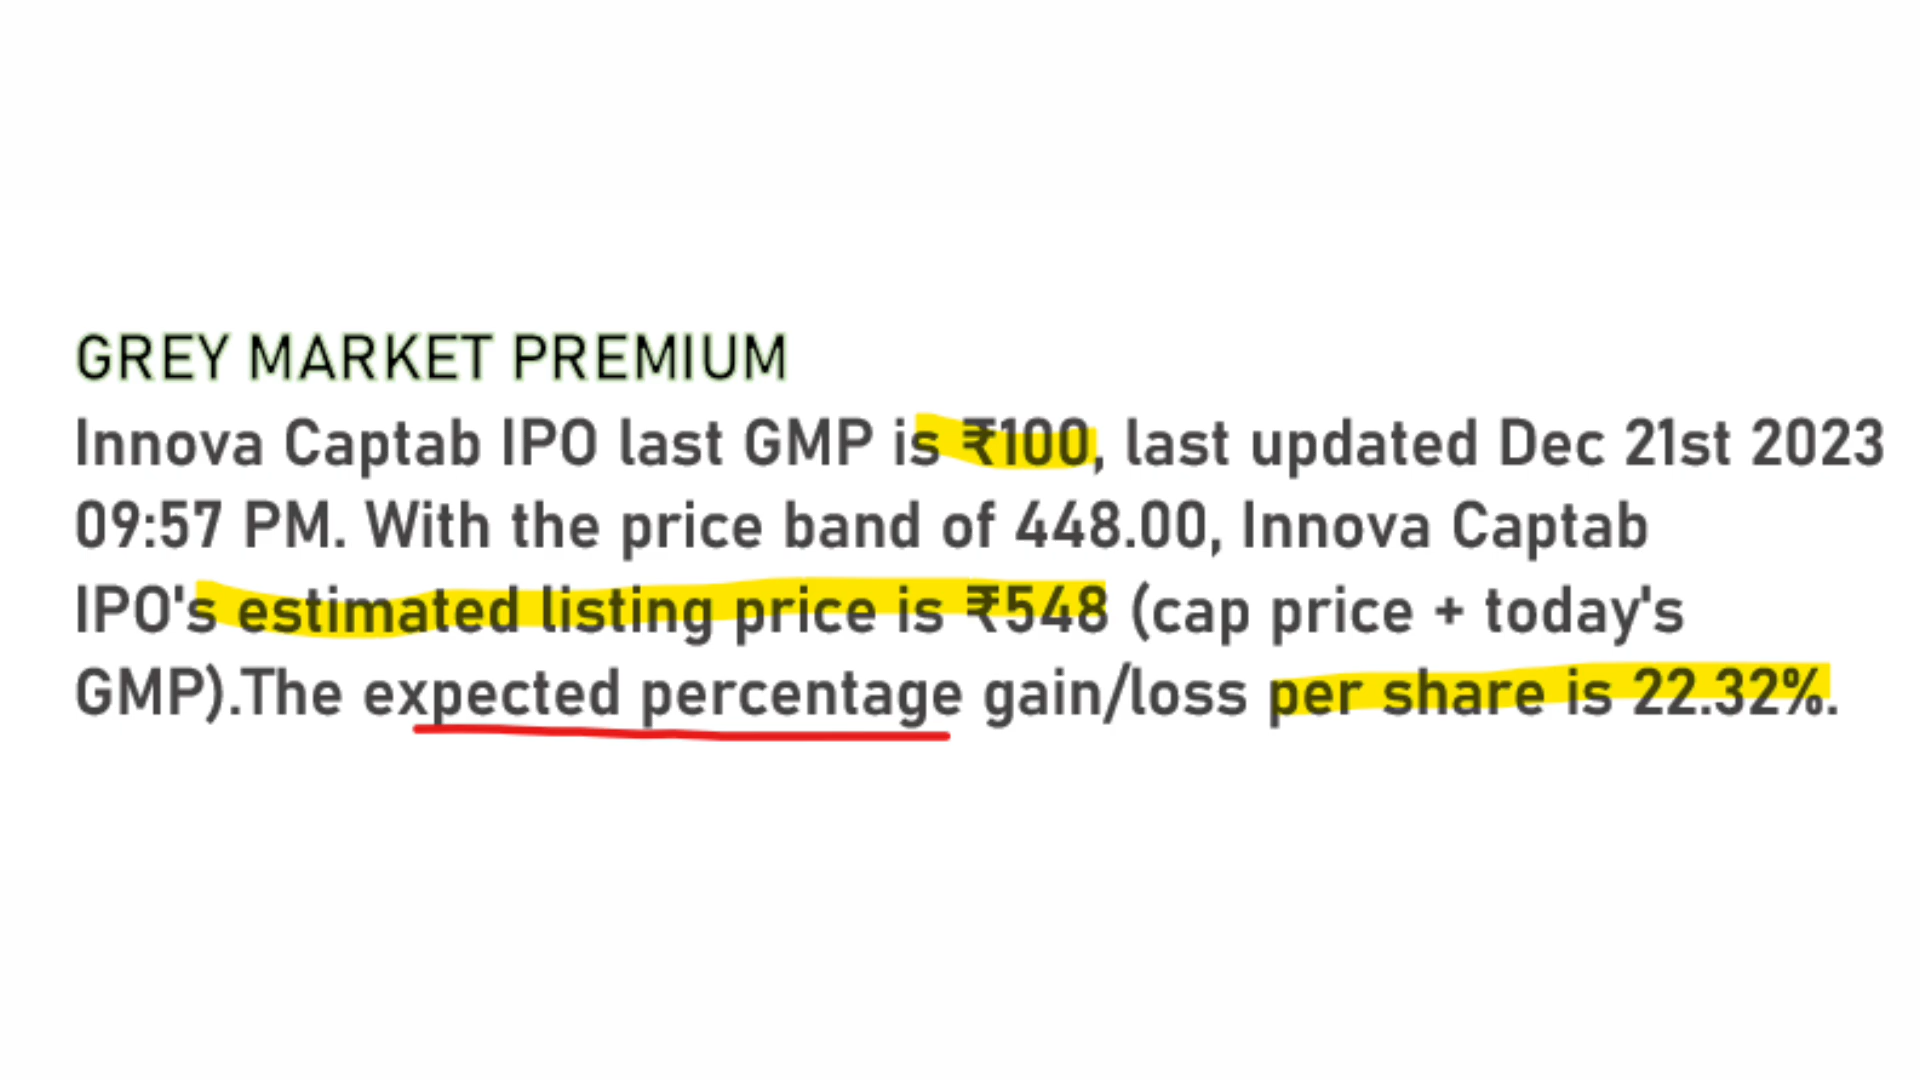 GREY MARKET PREMIUM
Innova Captab IPO last GMP is ₹100, last updated Dec 21st 2023
09:57 PM. With the price band of 448.00, Innova Captab
IPO's estimated listing price is ₹548 (cap price + today's
GMP).The expected percentage gain/loss per share is 22.32%.